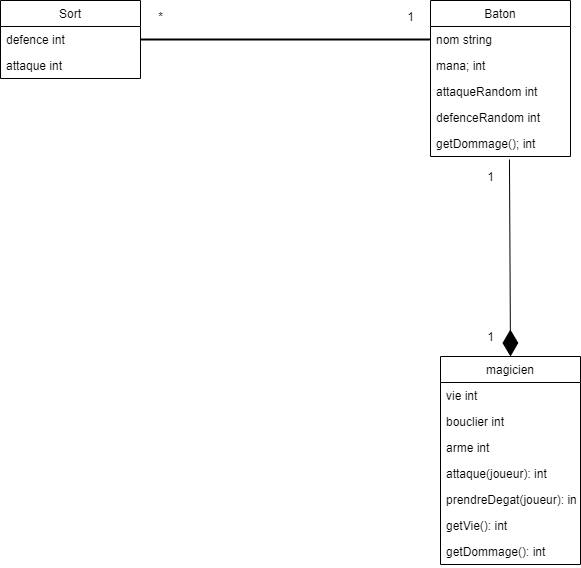 Sort
defence int
attaque int
*
1
Baton
nom string
mana; int
attaqueRandom int
defenceRandom int
getDommage(); int
1
1
magicien
vie int
bouclier int
arme int
attaque(joueur): int
prendreDegat(joueur): in
getVie(): int
getDommage(): int